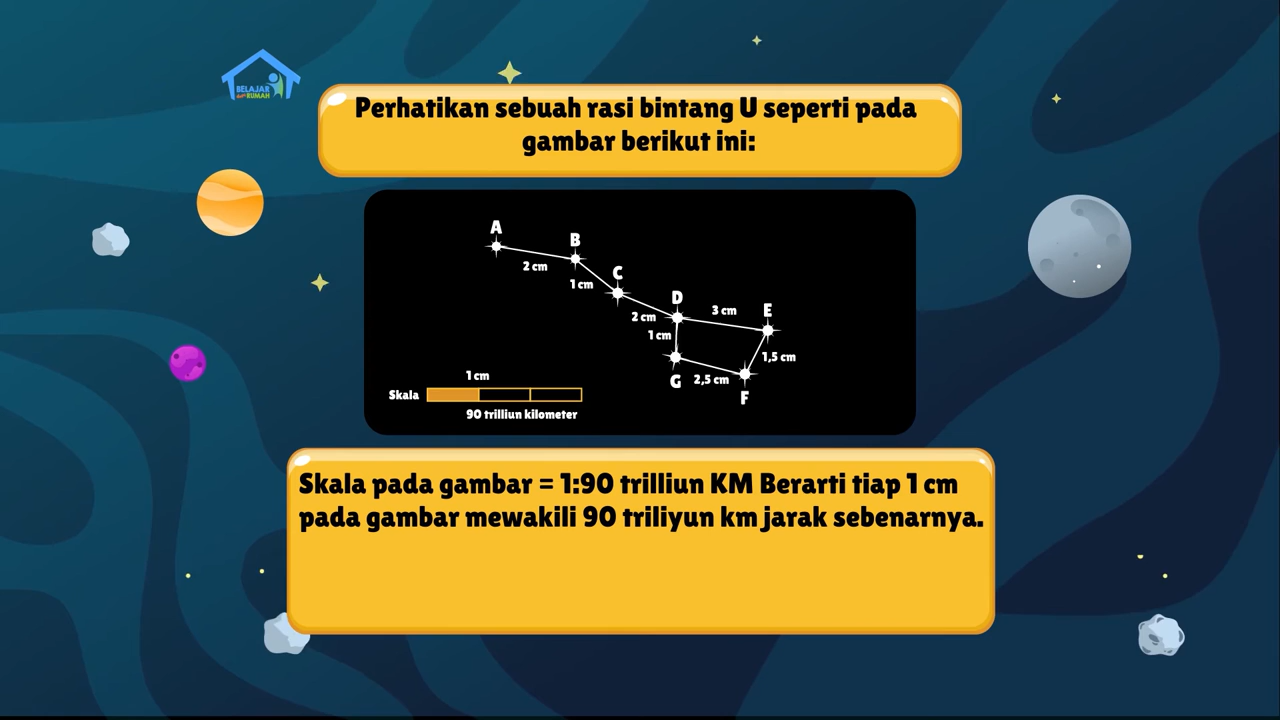 BELAJAR
dari RUMAH
Perhatikan sebuah rasi bintang U seperti pada
gambar berikut ini:
A
B
2 cm
1 cm
C
D
2 cm
3 cm
E
1 cm
1,5 cm
G
2,5 cm
F
1 cm
Skala
90 trilliun kilometer
Skala pada gambar = 1:90 trilliun KM Berarti tiap 1 cm
pada gambar mewakili 90 triliyun km jarak sebenarnya.